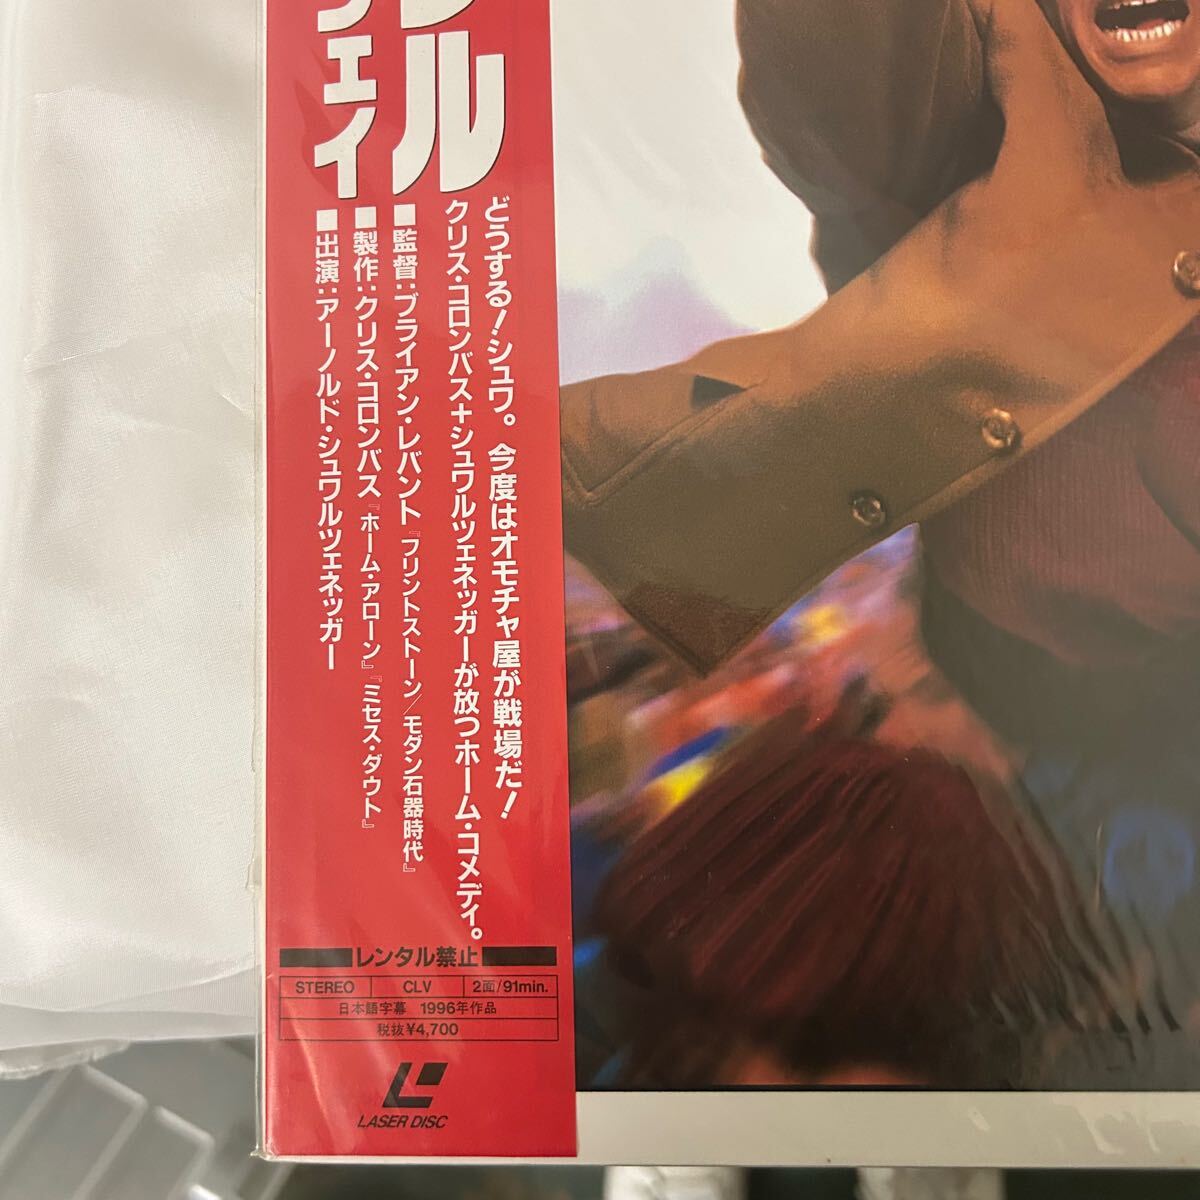 ル
ェイ
どうする!シュワ。今度はオモチャ屋が戦場だ!
クリス・コロンバス+シュワルツェネッガーが放つホーム・コメディ。
■監督:ブライアン・レバント『フリントストーン/モダン石器時代』
■製作:クリス・コロンバス『ホーム・アローン』『ミセス・ダウト』
■出演:アーノルド・シュワルツェネッガー
レンタル禁止
STEREO CLV 2面/91min.
日本語字幕 1996年作品
税抜¥4,700
LASER DISC